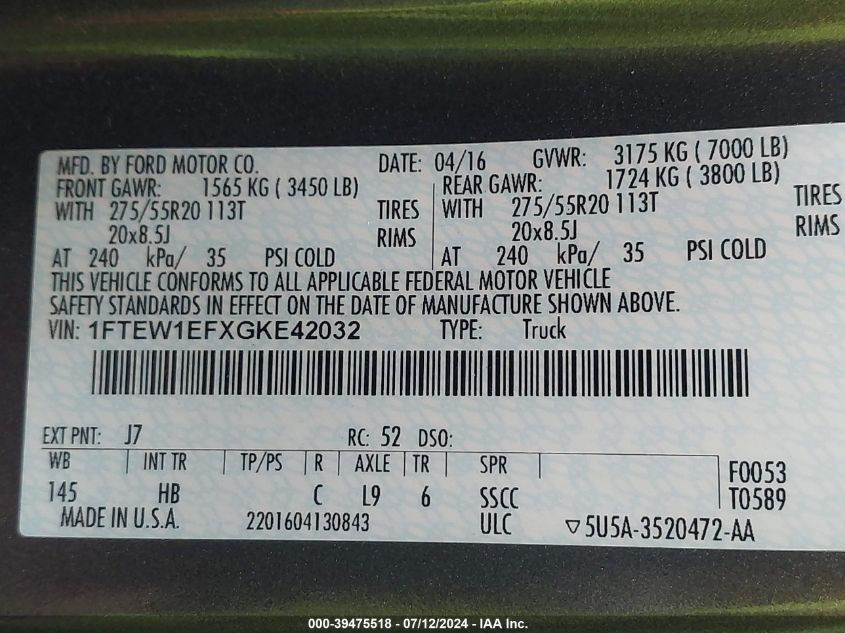 MFD. BY FORD MOTOR CO. DATE: 04/16 GVWR: 3175 KG ( 7000 LB)
FRONT GAWR: 1565 KG ( 3450 LB) REAR GAWR: 1724 KG ( 3800 LB)
WITH 275/55R20 113T TIRES WITH 275/55R20 113T TIRES
20x8.5J RIMS 20x8.5J RIMS
AT 240 kPa/ 35 PSI COLD AT 240 kPa/ 35 PSI COLD
THIS VEHICLE CONFORMS TO ALL APPLICABLE FEDERAL MOTOR VEHICLE
SAFETY STANDARDS IN EFFECT ON THE DATE OF MANUFACTURE SHOWN ABOVE.
VIN: 1FTEW1EFXGKE42032 TYPE: Truck
EXT PNT: J7 RC: 52 DSO:
WB INT TR TP/PS R AXLE TR SPR F0053
145 HB C L9 6 SSCC T0589
MADE IN U.S.A. 2201604130843 ULC ▽5U5A-3520472-AA
000-39475518 - 07/12/2024 - IAA Inc.